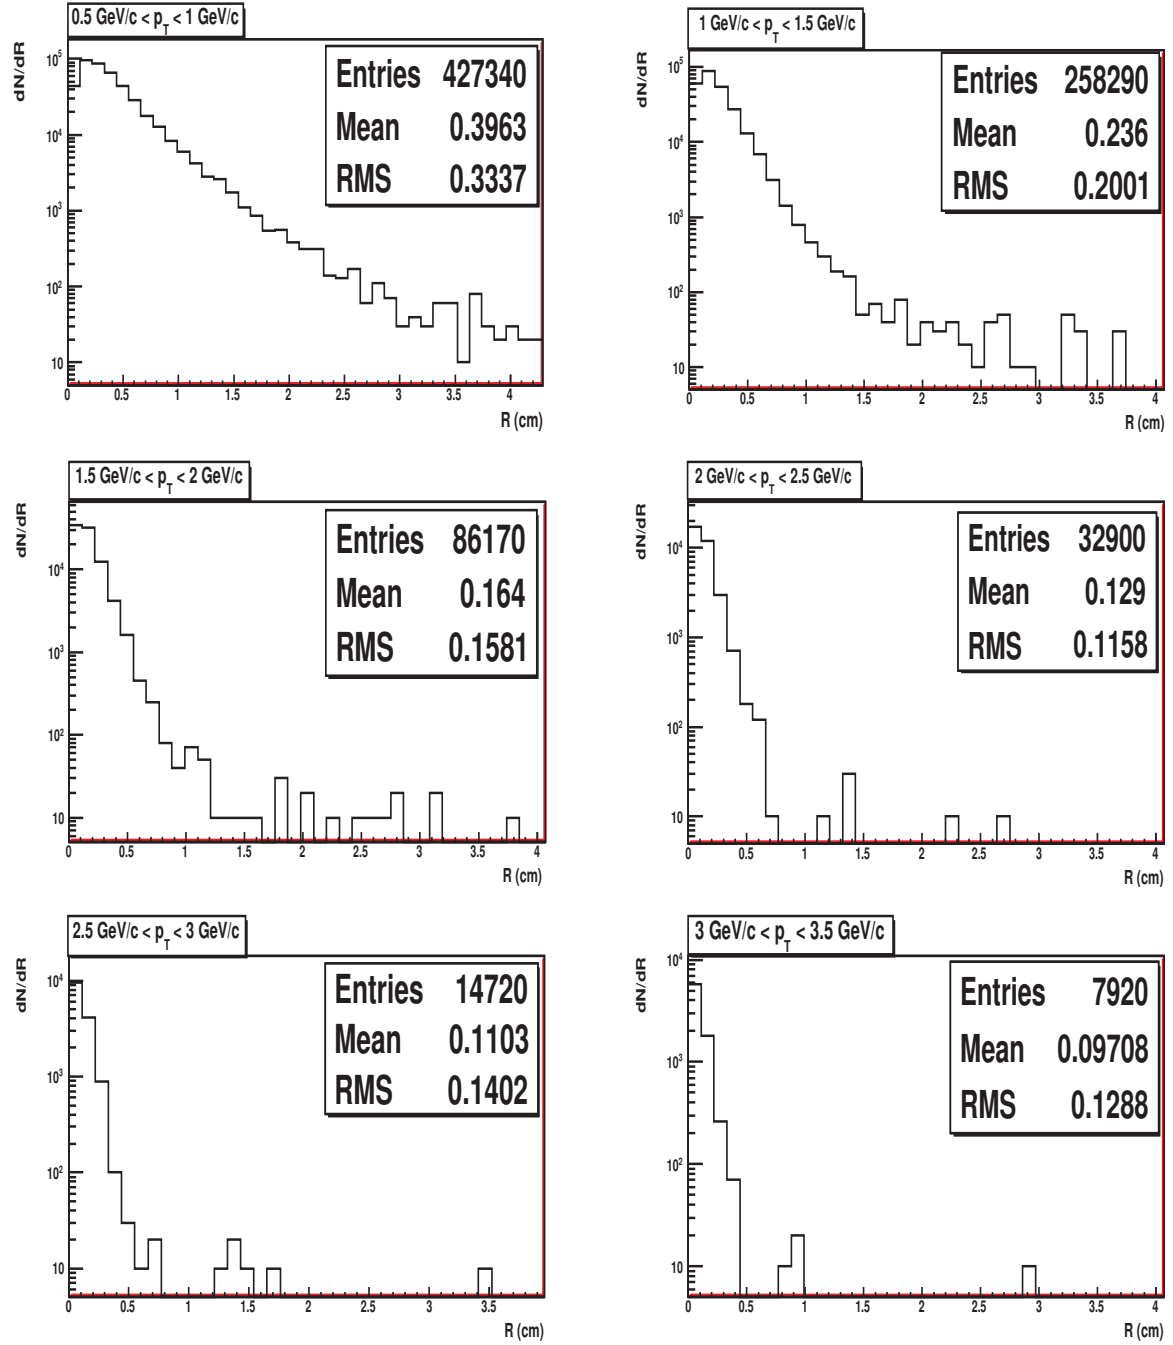 0.5 GeV/c < p_T < 1 GeV/c
dN/dR
Entries 427340
Mean 0.3963
RMS 0.3337
10^5
10^4
10^3
10^2
10
0 0.5 1 1.5 2 2.5 3 3.5 4
R (cm)
1 GeV/c < p_T < 1.5 GeV/c
dN/dR
Entries 258290
Mean 0.236
RMS 0.2001
10^5
10^4
10^3
10^2
10
0 0.5 1 1.5 2 2.5 3 3.5 4
R (cm)
1.5 GeV/c < p_T < 2 GeV/c
dN/dR
Entries 86170
Mean 0.164
RMS 0.1581
10^4
10^3
10^2
10
0 0.5 1 1.5 2 2.5 3 3.5 4
R (cm)
2 GeV/c < p_T < 2.5 GeV/c
dN/dR
Entries 32900
Mean 0.129
RMS 0.1158
10^4
10^3
10^2
10
0 0.5 1 1.5 2 2.5 3 3.5 4
R (cm)
2.5 GeV/c < p_T < 3 GeV/c
dN/dR
Entries 14720
Mean 0.1103
RMS 0.1402
10^4
10^3
10^2
10
0 0.5 1 1.5 2 2.5 3 3.5
R (cm)
3 GeV/c < p_T < 3.5 GeV/c
dN/dR
Entries 7920
Mean 0.09708
RMS 0.1288
10^4
10^3
10^2
10
0 0.5 1 1.5 2 2.5 3 3.5 4
R (cm)